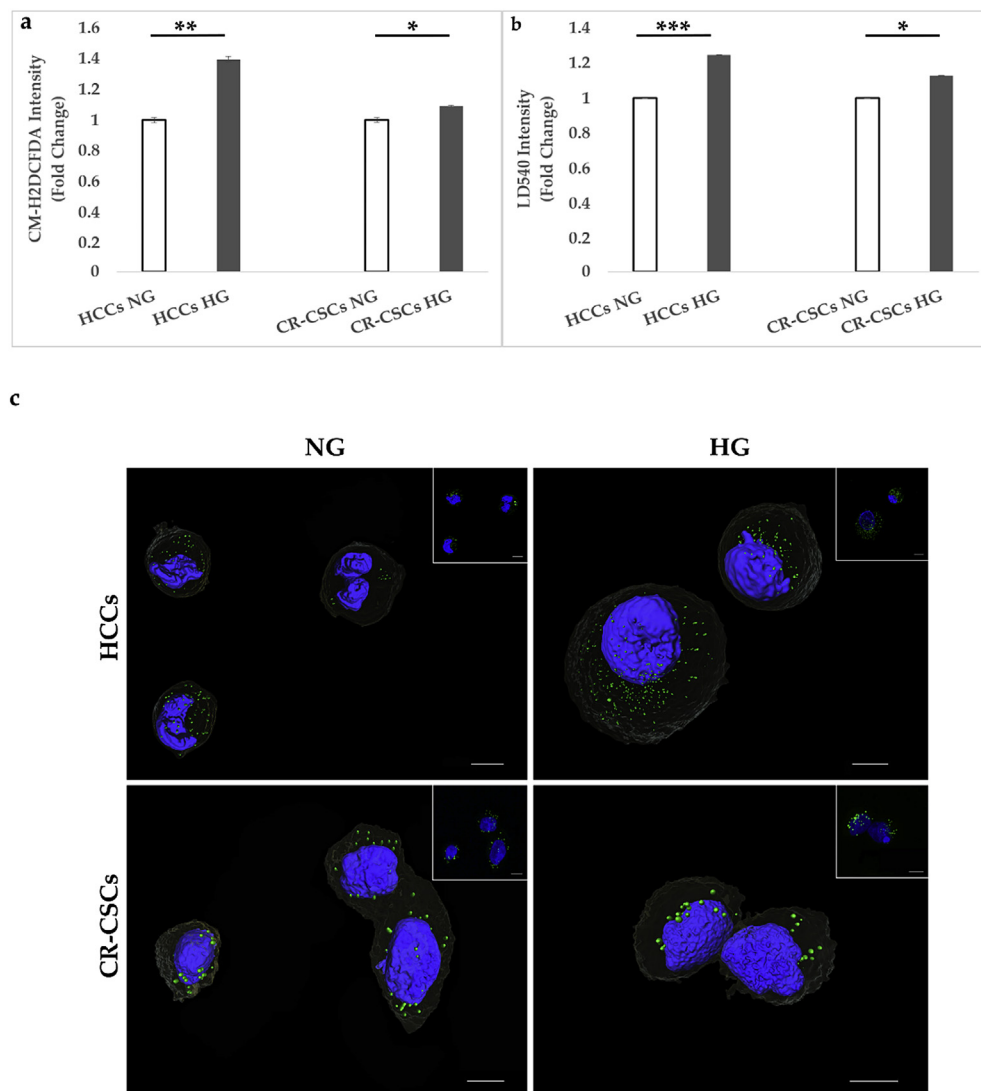 a
CM-H2DCFDA Intensity
(Fold Change)
1.6
1.4
1.2
1
0.8
0.6
0.4
0.2
0
**
*
HCCs NG
HCCs HG
CR-CSCs NG
CR-CSCs HG
b
LD540 Intensity
(Fold Change)
1.4
1.2
1
0.8
0.6
0.4
0.2
0
***
*
HCCs NG
HCCs HG
CR-CSCs NG
CR-CSCs HG
c
NG
HG
HCCs
CR-CSCs